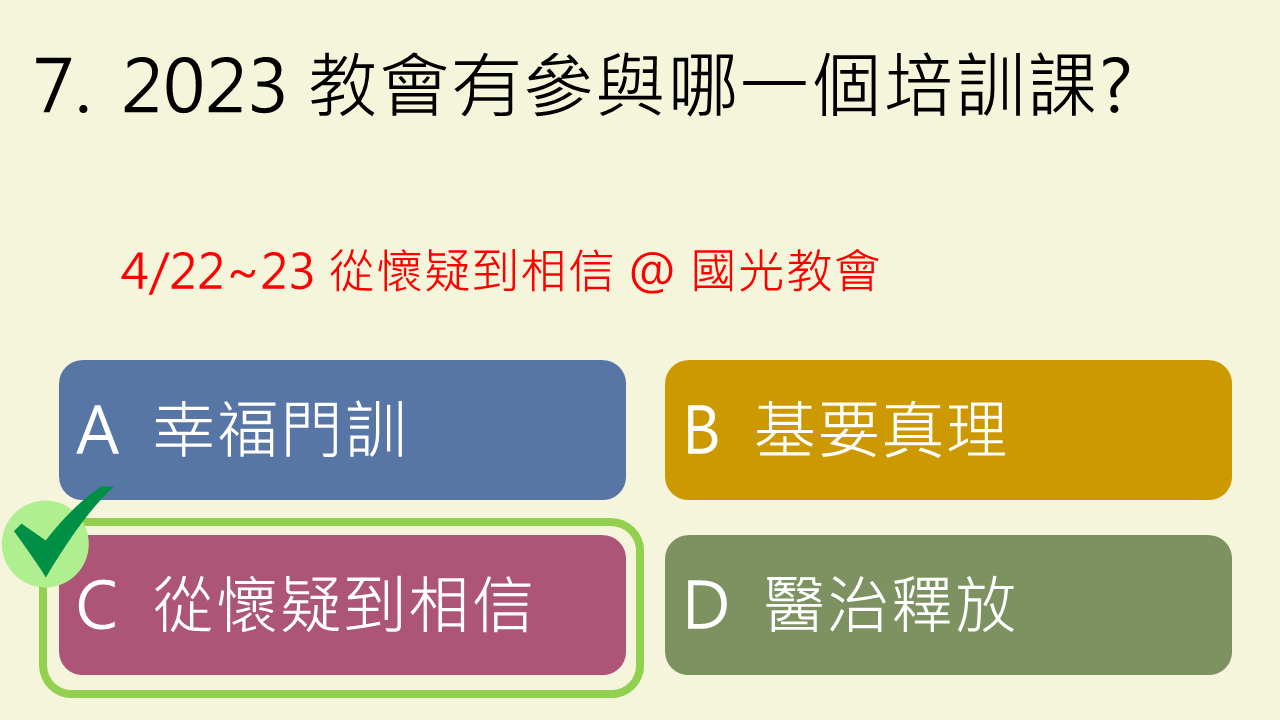 7. 2023 教會有參與哪一個培訓課?
4/22~23 從懷疑到相信 @ 國光教會
A 幸福門訓
B 基要真理
C 從懷疑到相信
D 醫治釋放